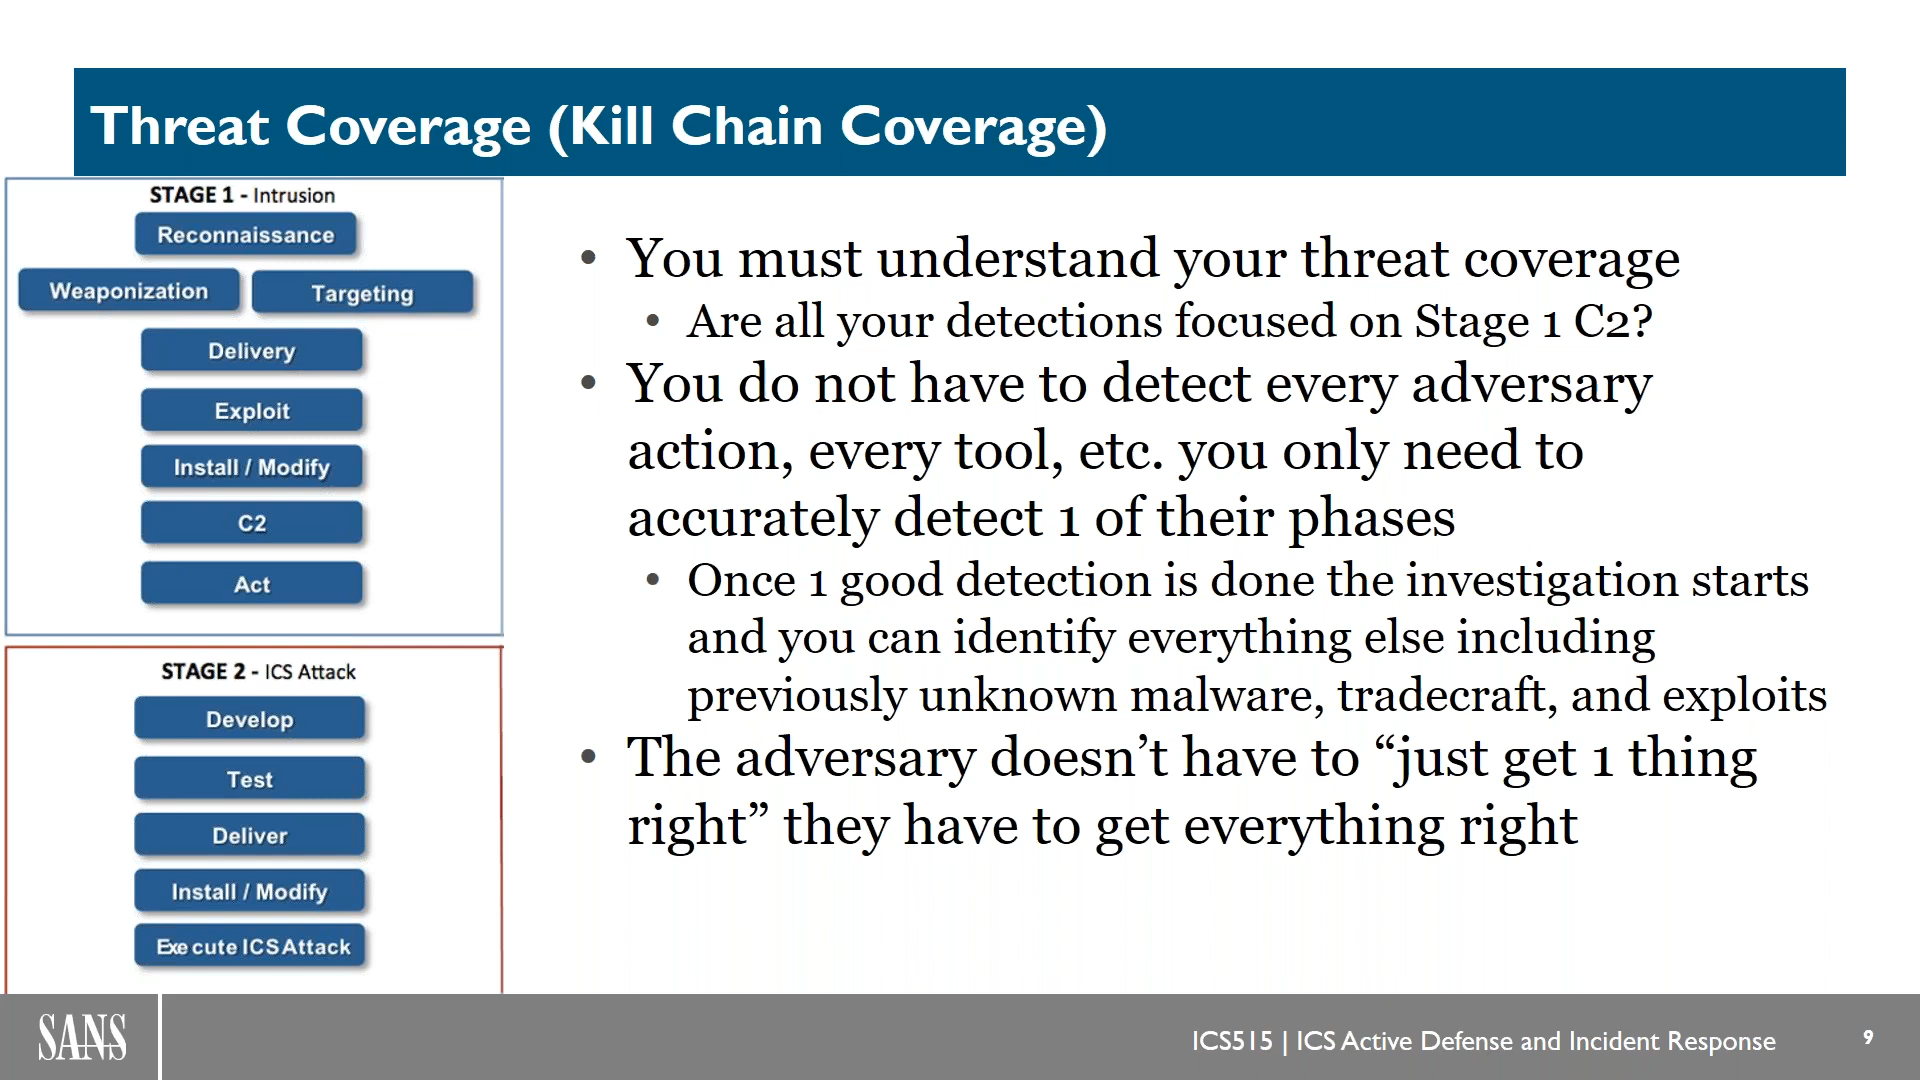 Threat Coverage (Kill Chain Coverage)
STAGE 1 - Intrusion
Reconnaissance
Weaponization
Targeting
Delivery
Exploit
Install / Modify
C2
Act
STAGE 2 - ICS Attack
Develop
Test
Deliver
Install / Modify
Execute ICS Attack
• You must understand your threat coverage
• Are all your detections focused on Stage 1 C2?
• You do not have to detect every adversary
action, every tool, etc. you only need to
accurately detect 1 of their phases
• Once 1 good detection is done the investigation starts
and you can identify everything else including
previously unknown malware, tradecraft, and exploits
• The adversary doesn’t have to “just get 1 thing
right” they have to get everything right
SANS
ICS515 | ICS Active Defense and Incident Response
9